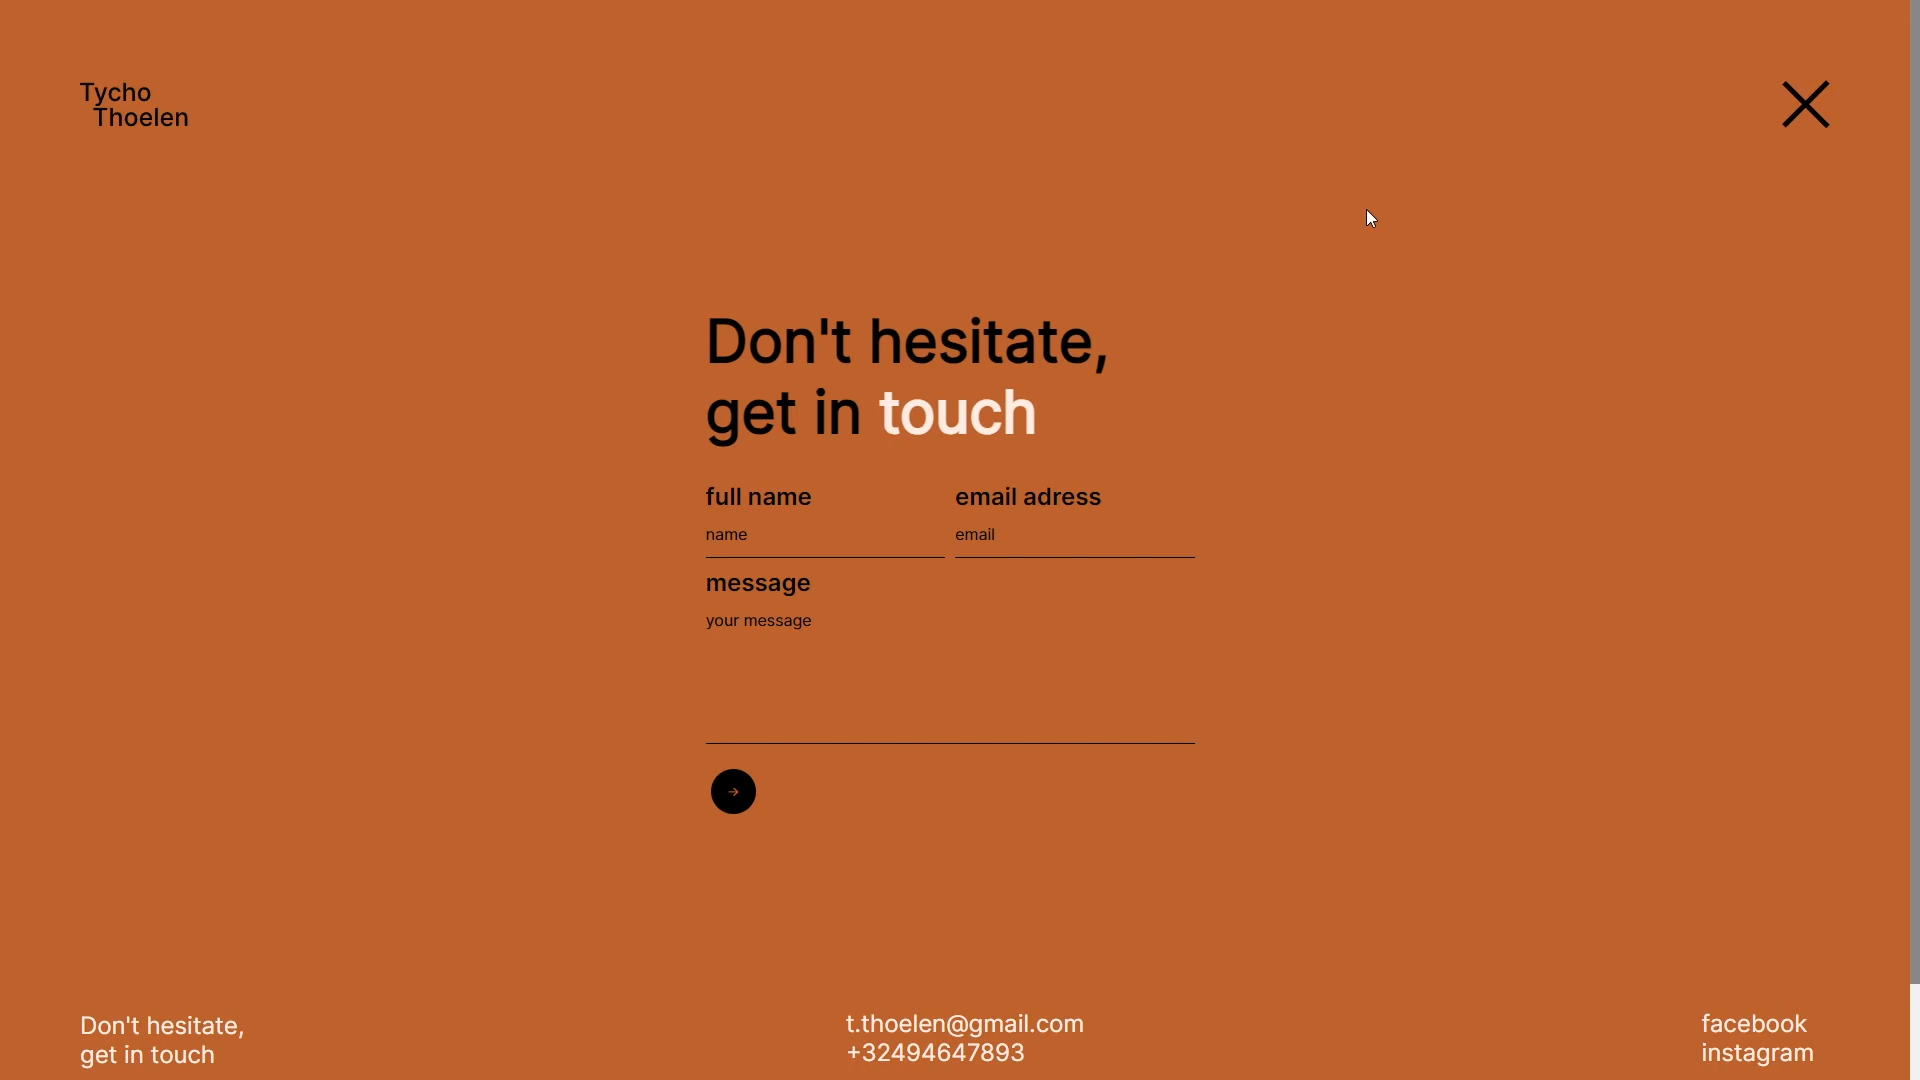 Tycho
Thoelen
Don't hesitate,
get in touch
full name
email adress
name
email
message
your message
→
Don't hesitate,
get in touch
t.thoelen@gmail.com
+32494647893
facebook
instagram